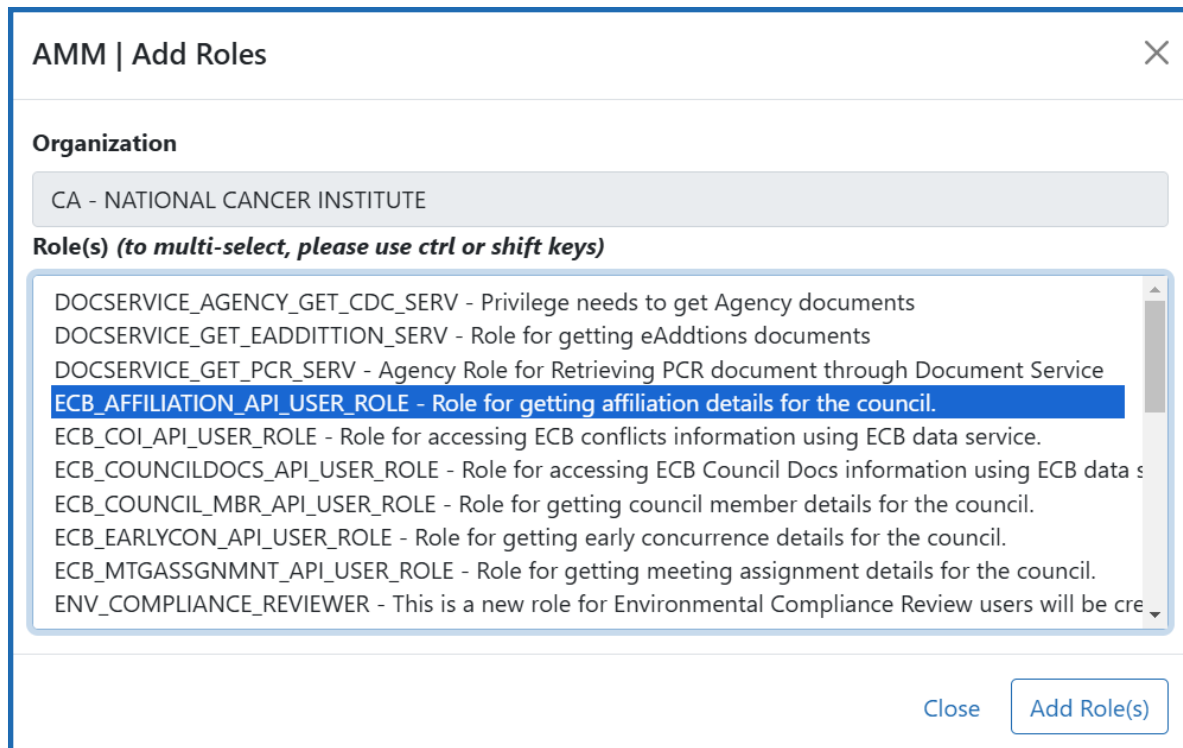 AMM | Add Roles
Organization
CA - NATIONAL CANCER INSTITUTE
Role(s) (to multi-select, please use ctrl or shift keys)
DOCSERVICE_AGENCY_GET_CDC_SERV - Privilege needs to get Agency documents
DOCSERVICE_GET_EADDITTION_SERV - Role for getting eAddtions documents
DOCSERVICE_GET_PCR_SERV - Agency Role for Retrieving PCR document through Document Service
ECB_AFFILIATION_API_USER_ROLE - Role for getting affiliation details for the council.
ECB_COI_API_USER_ROLE - Role for accessing ECB conflicts information using ECB data service.
ECB_COUNCILDOCS_API_USER_ROLE - Role for accessing ECB Council Docs information using ECB data s
ECB_COUNCIL_MBR_API_USER_ROLE - Role for getting council member details for the council.
ECB_EARLYCON_API_USER_ROLE - Role for getting early concurrence details for the council.
ECB_MTGASSGNMNT_API_USER_ROLE - Role for getting meeting assignment details for the council.
ENV_COMPLIANCE_REVIEWER - This is a new role for Environmental Compliance Review users will be cre
Close Add Role(s)